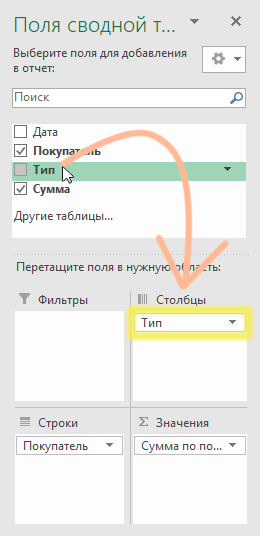 Поля сводной т...
Выберите поля для добавления
в отчет:
Поиск
Дата
Покупатель
Тип
Сумма
Другие таблицы...
Перетащите поля в нужную область:
Фильтры
Столбцы
Тип
Строки
Σ Значения
Покупатель
Сумма по по...